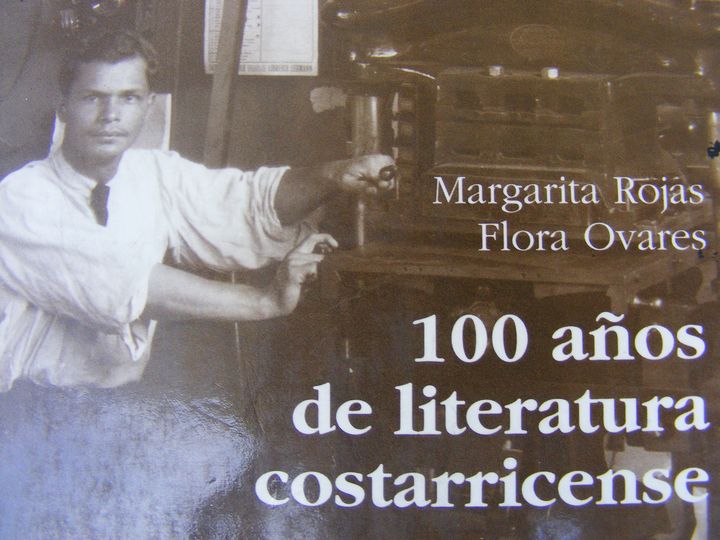 Margarita Rojas
Flora Ovares
100 años
de literatura
costarricense